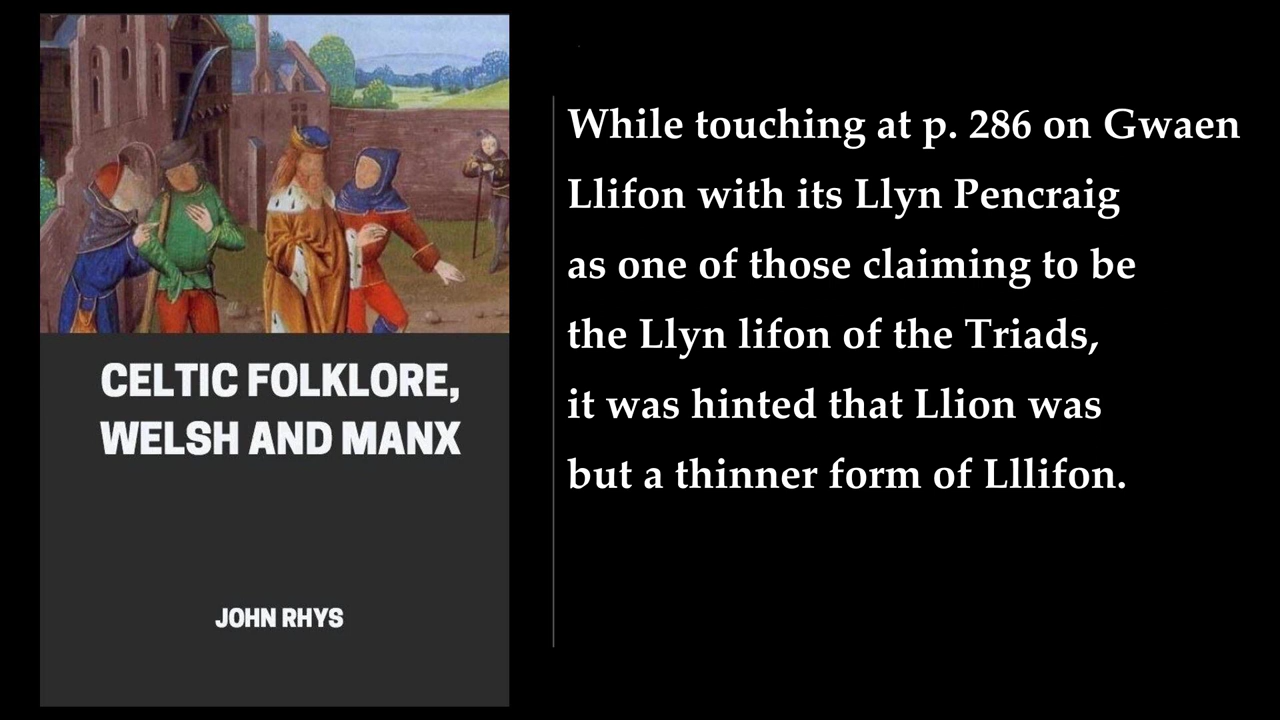 CELTIC FOLKLORE,
WELSH AND MANX
JOHN RHYS
While touching at p. 286 on Gwaen
Llifon with its Llyn Pencraig
as one of those claiming to be
the Llyn lifon of the Triads,
it was hinted that Llion was
but a thinner form of Lllifon.